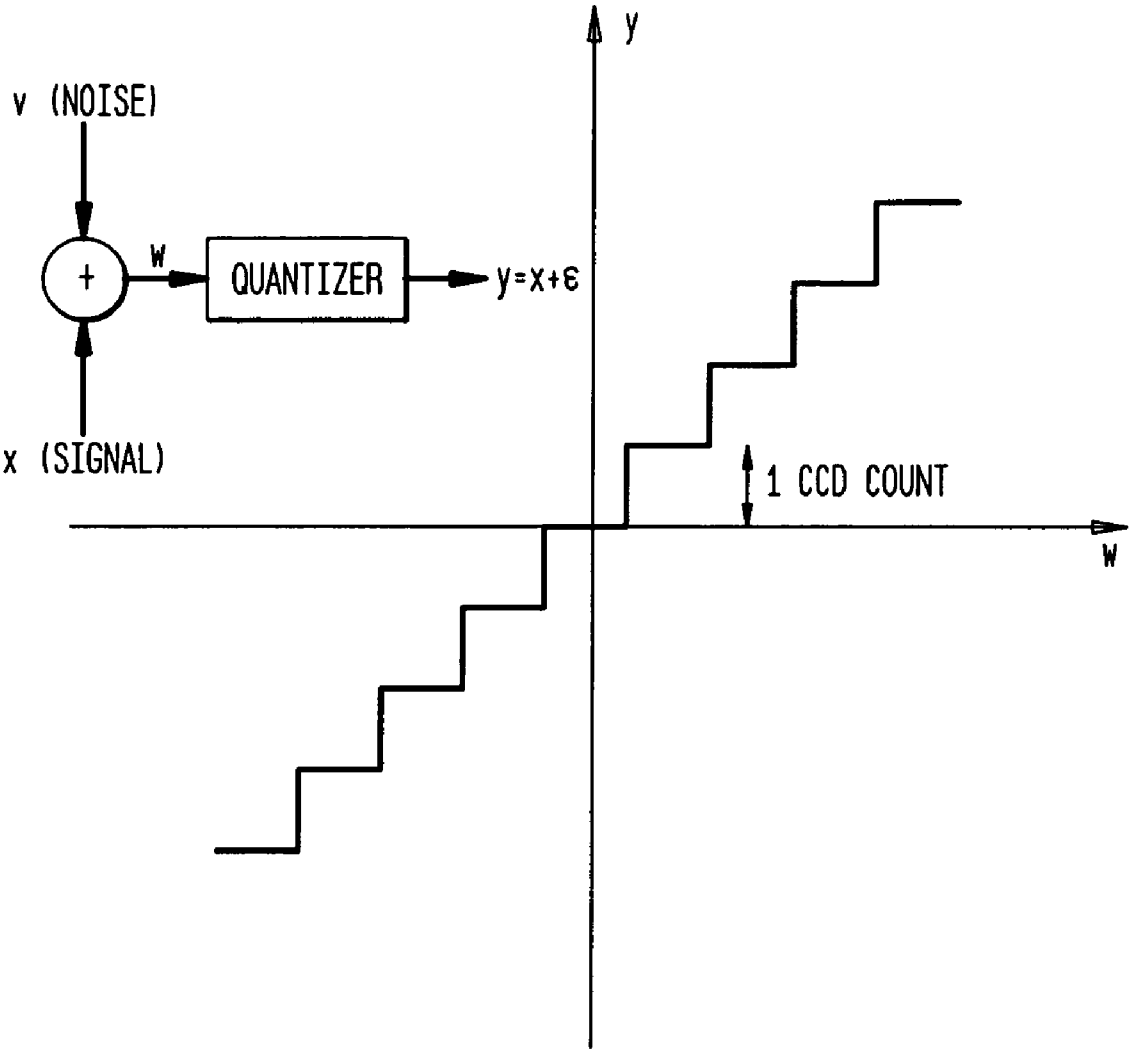 y
v (NOISE)
+
W
QUANTIZER
y=x+ε
x (SIGNAL)
1 CCD COUNT
W